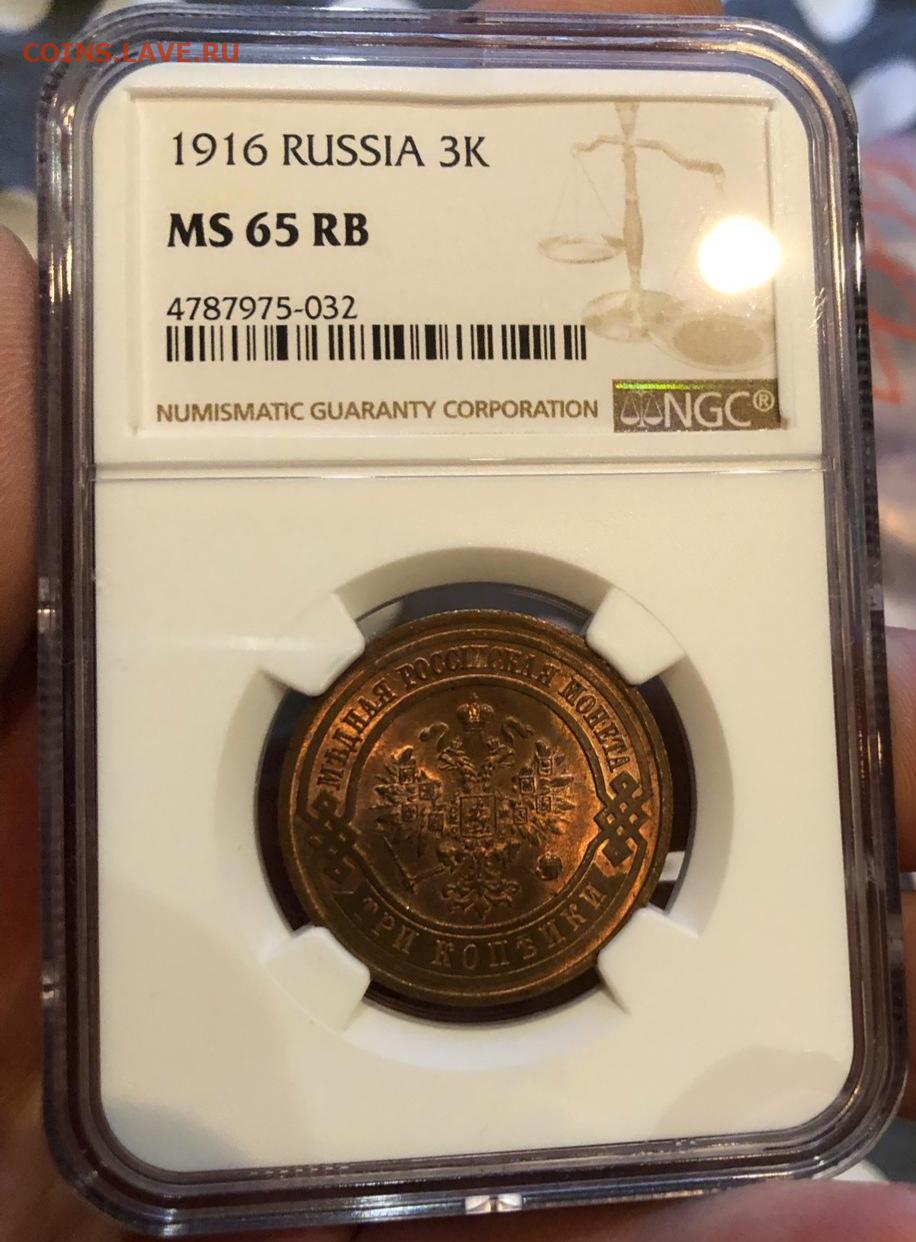 COINS.LAVE.RU
1916 RUSSIA 3K
MS 65 RB
4787975-032
NUMISMATIC GUARANTY CORPORATION
NGC®
МѢДНАЯ РОССIЙСКАЯ МОНЕТА
ТРИ КОПѢЙКИ